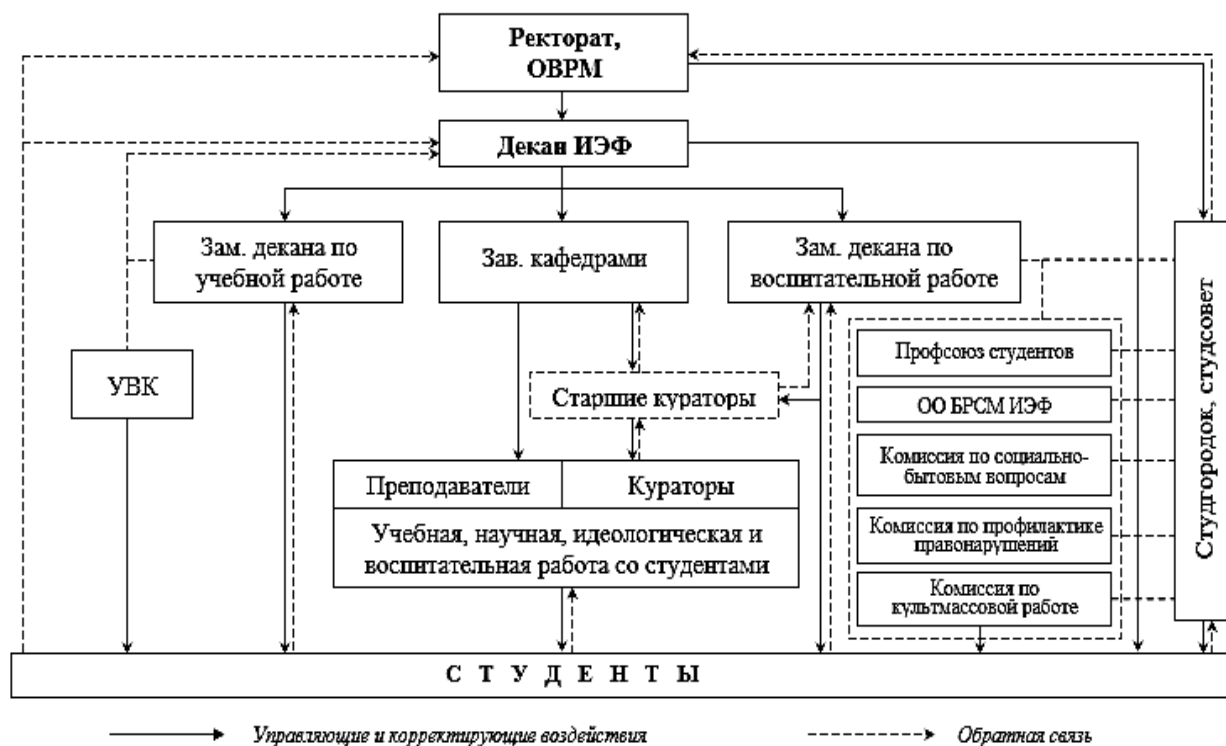 Ректорат,
ОВРМ
Декан ИЭФ
Зам. декана по
учебной работе
Зав. кафедрами
Зам. декана по
воспитательной работе
Студгородок, студсовет
УВК
Старшие кураторы
Профсоюз студентов
ОО БРСМ ИЭФ
Комиссия по социально-
бытовым вопросам
Комиссия по профилактике
правонарушений
Комиссия по
культмассовой работе
Преподаватели
Кураторы
Учебная, научная, идеологическая и
воспитательная работа со студентами
С Т У Д Е Н Т Ы
Управляющие и корректирующие воздействия
Обратная связь